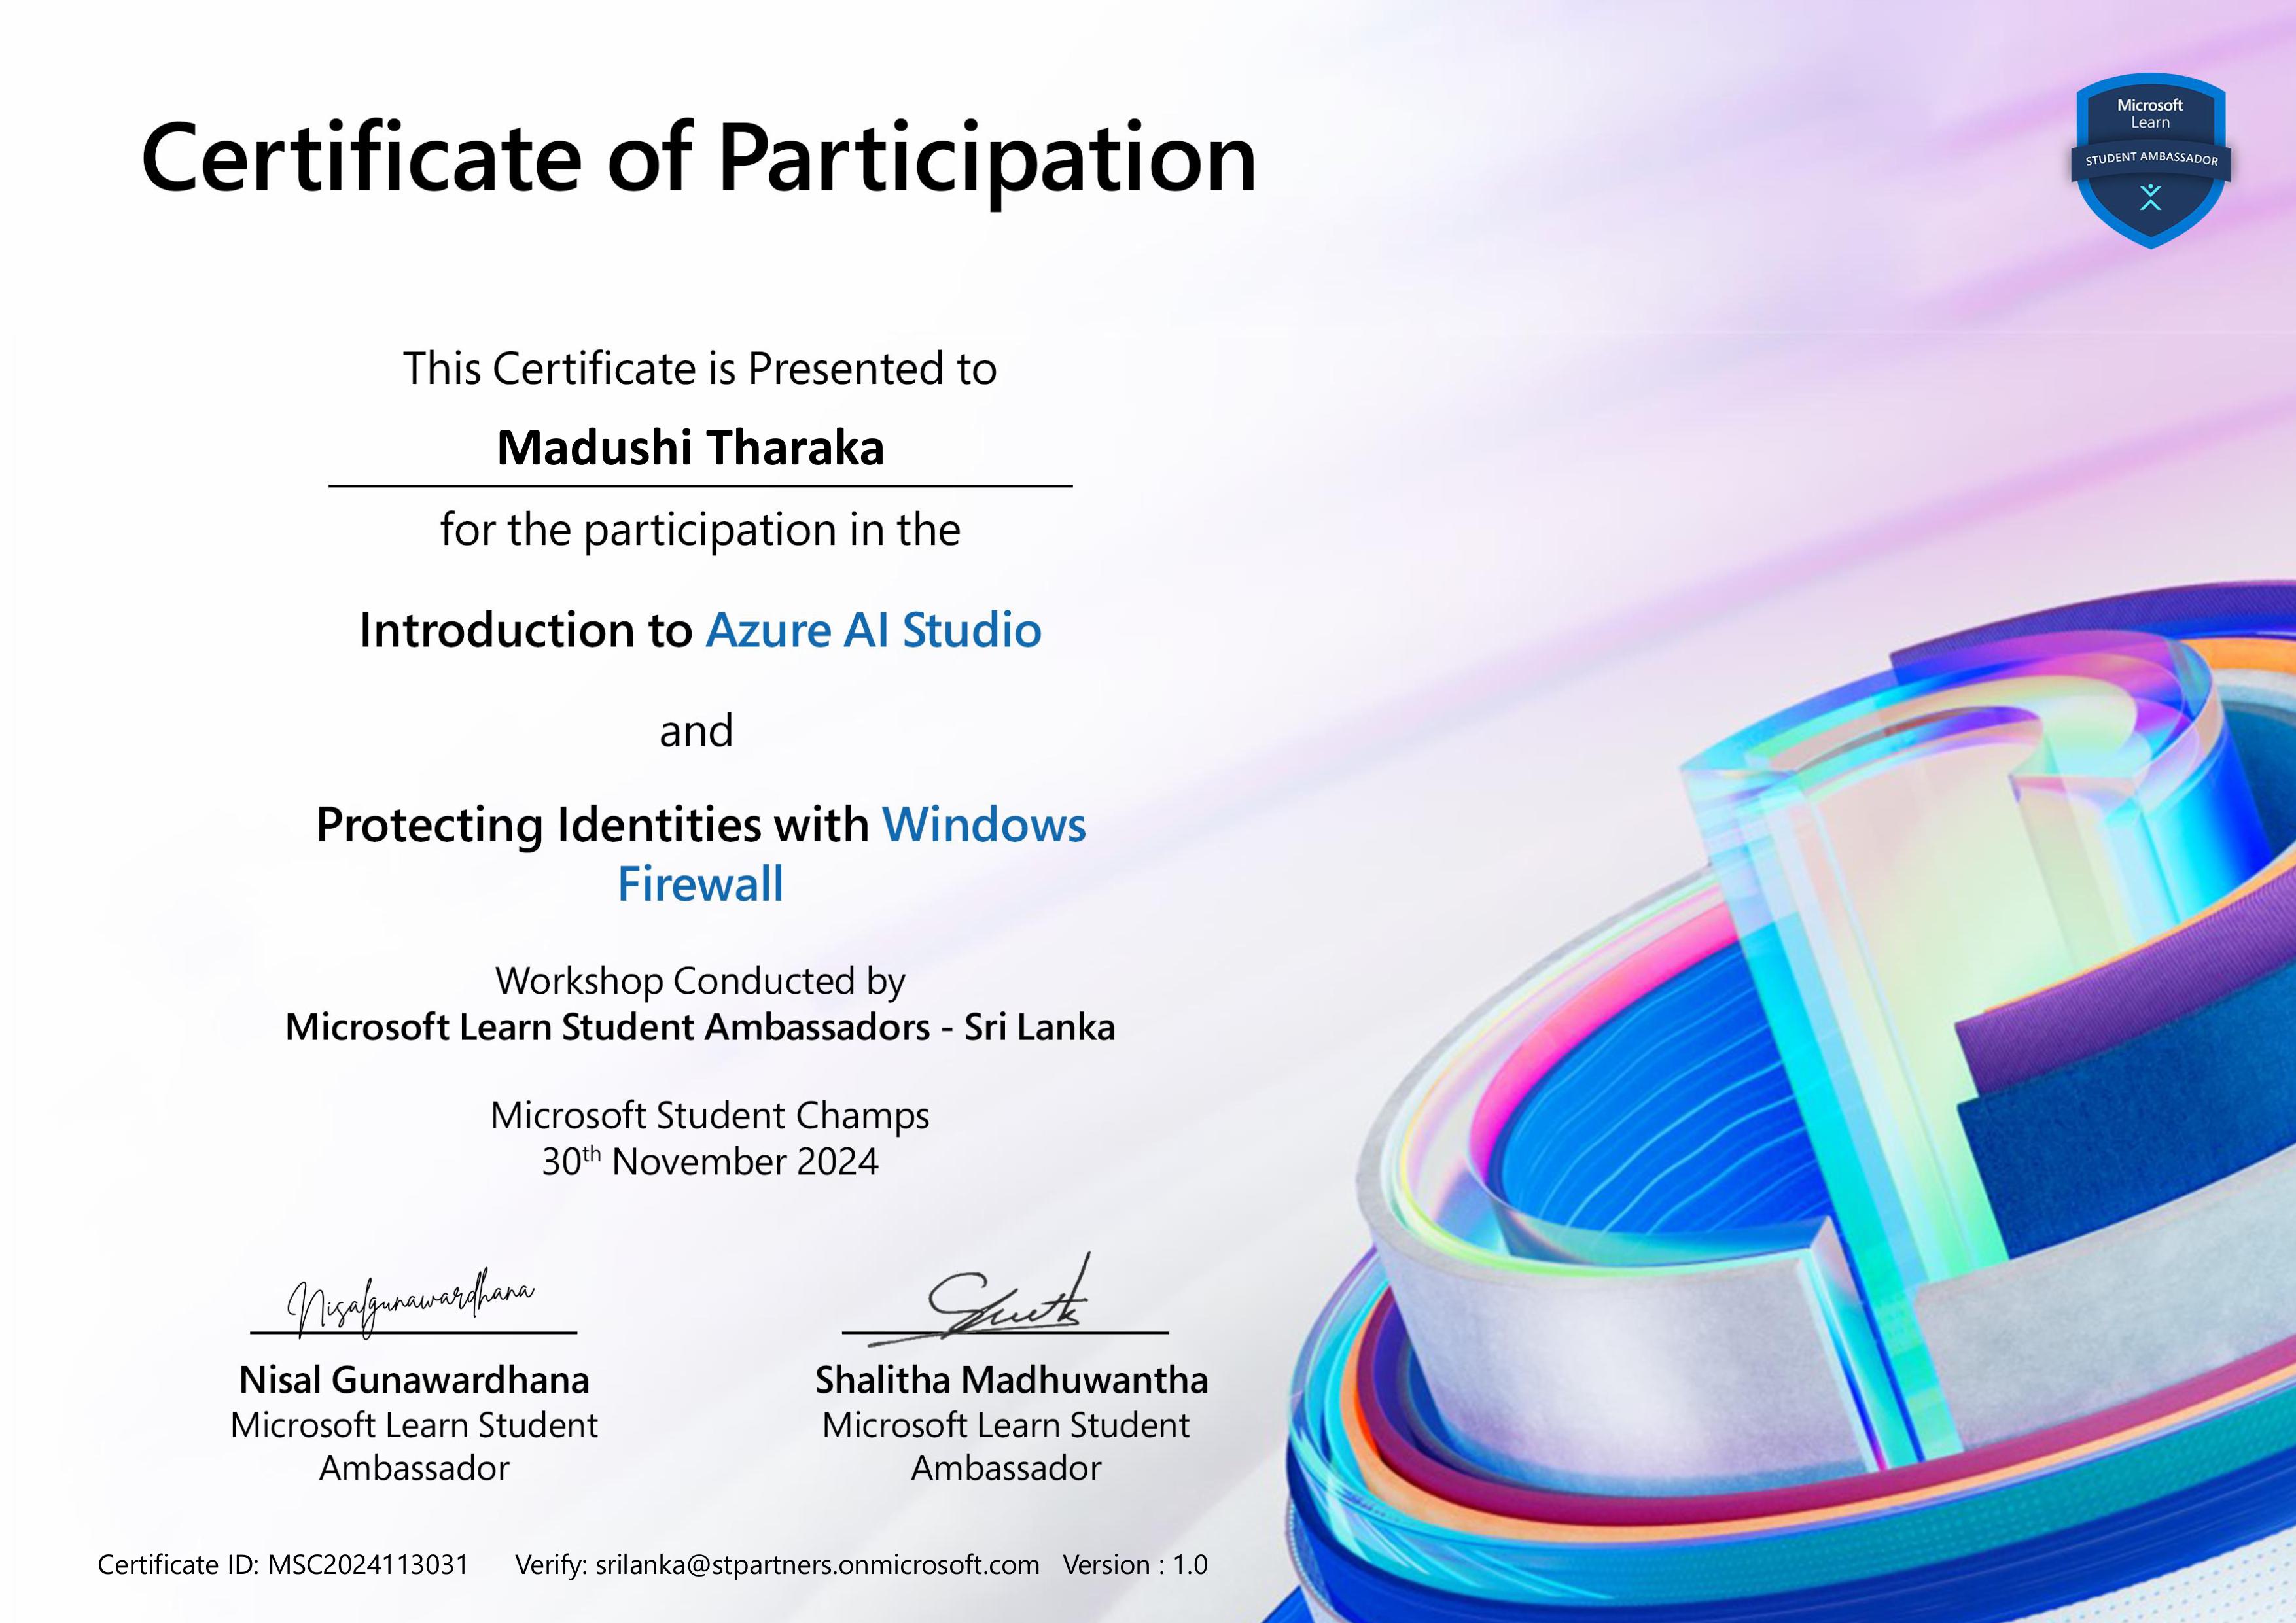 Certificate of Participation
Microsoft
Learn
STUDENT AMBASSADOR
This Certificate is Presented to
Madushi Tharaka
for the participation in the
Introduction to Azure AI Studio
and
Protecting Identities with Windows
Firewall
Workshop Conducted by
Microsoft Learn Student Ambassadors - Sri Lanka
Microsoft Student Champs
30th November 2024
Nisalgunawardhana
Nisal Gunawardhana
Microsoft Learn Student
Ambassador
Shalitha Madhuwantha
Microsoft Learn Student
Ambassador
Certificate ID: MSC2024113031 Verify: srilanka@stpartners.onmicrosoft.com Version : 1.0